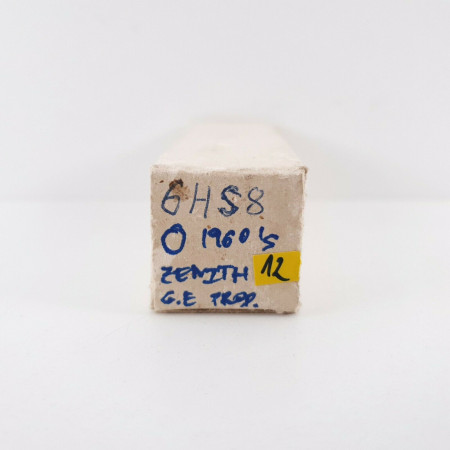 6HS8
O 1960's
ZENITH 12
G.E PROD.